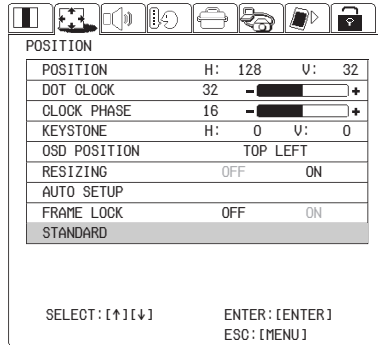 POSITION
POSITION H: 128 V: 32
DOT CLOCK 32 - +
CLOCK PHASE 16 - +
KEYSTONE H: 0 V: 0
OSD POSITION TOP LEFT
RESIZING OFF ON
AUTO SETUP
FRAME LOCK OFF ON
STANDARD
SELECT:[↑][↓] ENTER:[ENTER]
ESC:[MENU]